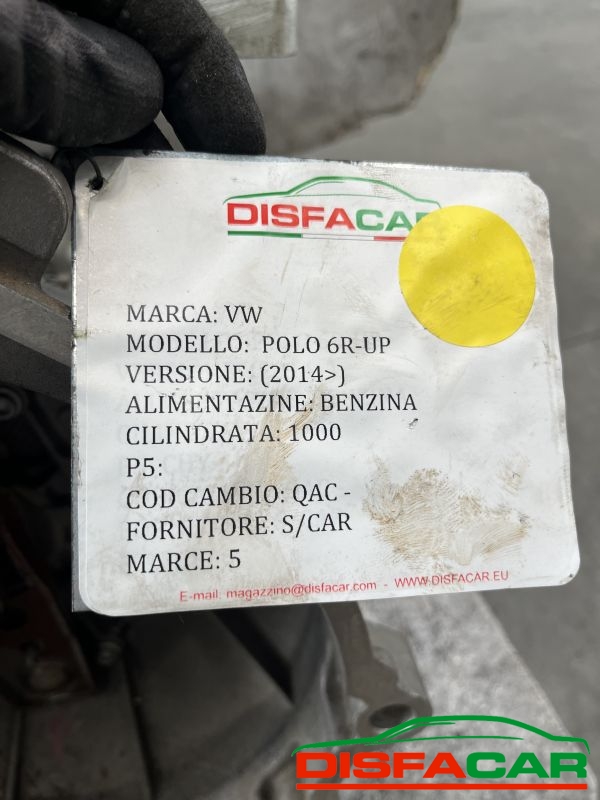 DISFACAR
MARCA: VW
MODELLO: POLO 6R-UP
VERSIONE: (2014>)
ALIMENTAZINE: BENZINA
CILINDRATA: 1000
P5:
COD CAMBIO: QAC -
FORNITORE: S/CAR
MARCE: 5
E-mail: magazzino@disfacar.com - WWW.DISFACAR.EU
DISFACAR